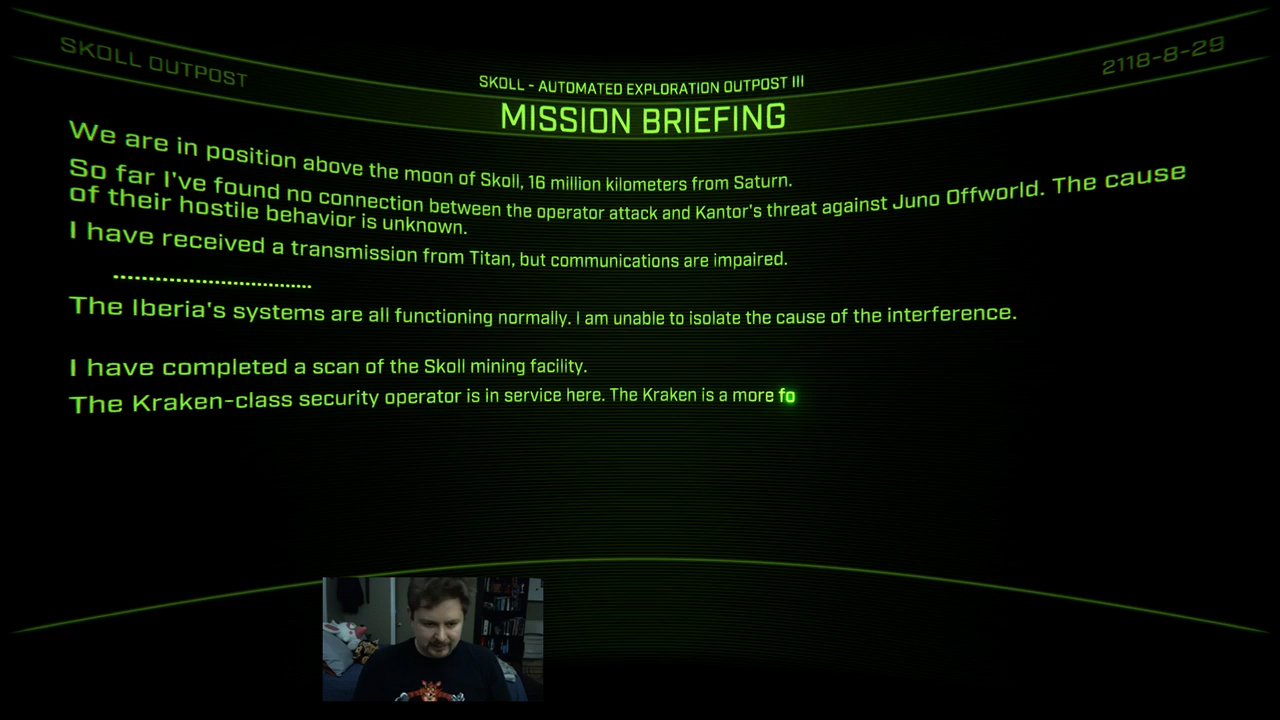 SKOLL OUTPOST
2118-8-29
SKOLL - AUTOMATED EXPLORATION OUTPOST III
MISSION BRIEFING
We are in position above the moon of Skoll, 16 million kilometers from Saturn.
So far I've found no connection between the operator attack and Kantor's threat against Juno Offworld. The cause
of their hostile behavior is unknown.
I have received a transmission from Titan, but communications are impaired.
................................
The Iberia's systems are all functioning normally. I am unable to isolate the cause of the interference.
I have completed a scan of the Skoll mining facility.
The Kraken-class security operator is in service here. The Kraken is a more fo